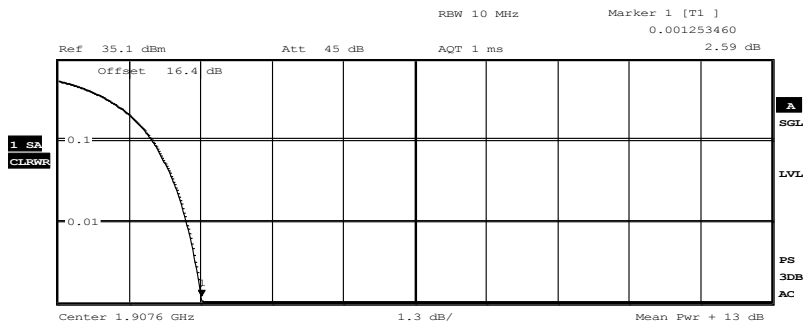 RBW 10 MHz Marker 1 [T1 ]
0.001253460
Ref 35.1 dBm Att 45 dB AQT 1 ms 2.59 dB
Offset 16.4 dB
A
SGL
0.1
1 SA
CLRWR
LVL
0.01
PS
1
3DB
AC
Center 1.9076 GHz 1.3 dB/ Mean Pwr + 13 dB